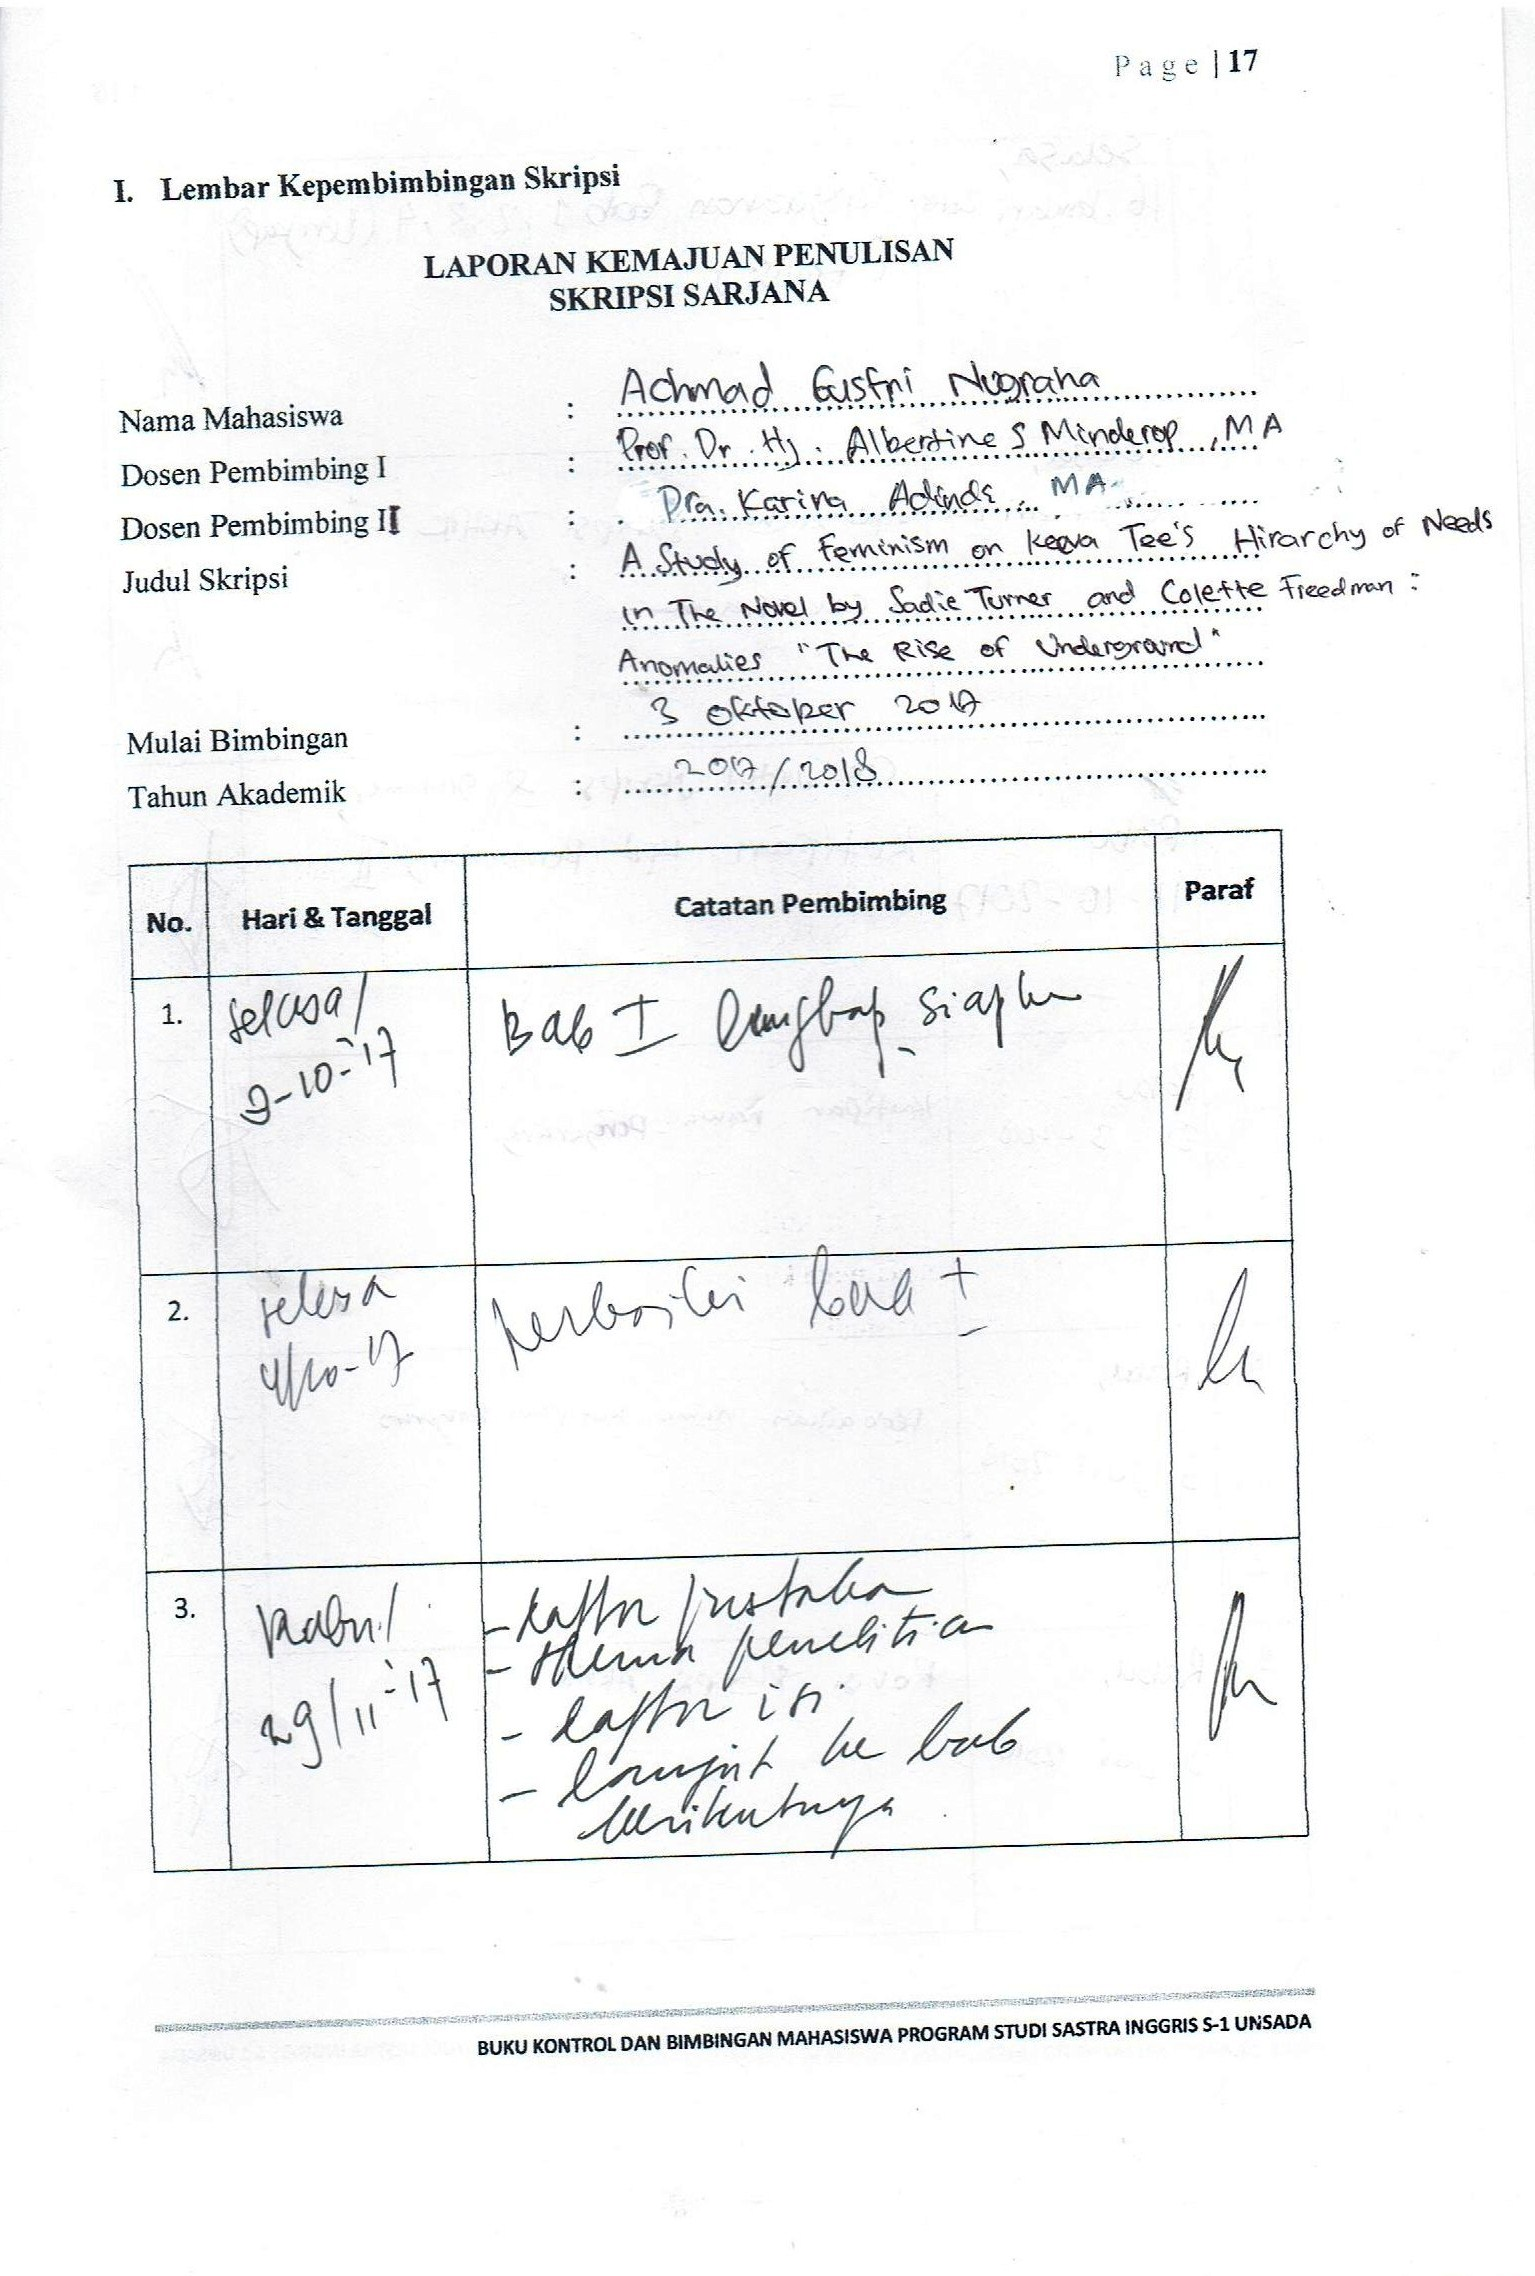 Page | 17
I. Lembar Kepembimbingan Skripsi
LAPORAN KEMAJUAN PENULISAN
SKRIPSI SARJANA
Nama Mahasiswa : Achmad Gustni Nugraha
Dosen Pembimbing I : Prof. Dr. Hj. Albertine S Minderop, MA
Dosen Pembimbing II : Dra. Karina Adinda, MA
Judul Skripsi : A Study of Feminism on Keeva Tee's Hirarchy of Needs
in The Novel by Sadie Turner and Colette Freedman :
Anomalies "The Rise of Underground"
Mulai Bimbingan : 3 Oktober 2017
Tahun Akademik : 2017/2018
No. Hari & Tanggal Catatan Pembimbing Paraf
1. Selasa/ Bab I lengkap siapkan
3-10-'17
2. selasa perbaiki bab I
-17
3. Rabu/ - daftar pustaka
29/11-'17 - skema penelitian
- daftar isi
- lanjut ke bab
berikutnya
BUKU KONTROL DAN BIMBINGAN MAHASISWA PROGRAM STUDI SASTRA INGGRIS S-1 UNSADA